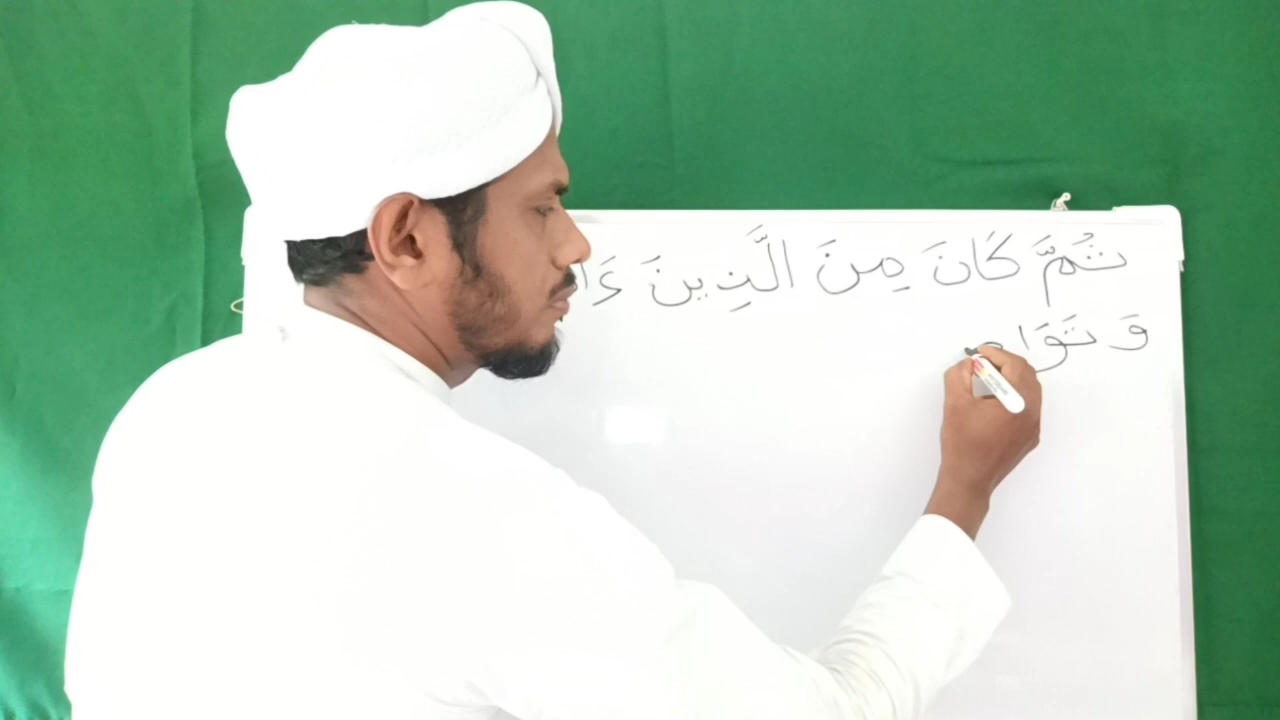 ثُمَّ كَانَ مِنَ الَّذِينَ ءَا
وَتَوَا